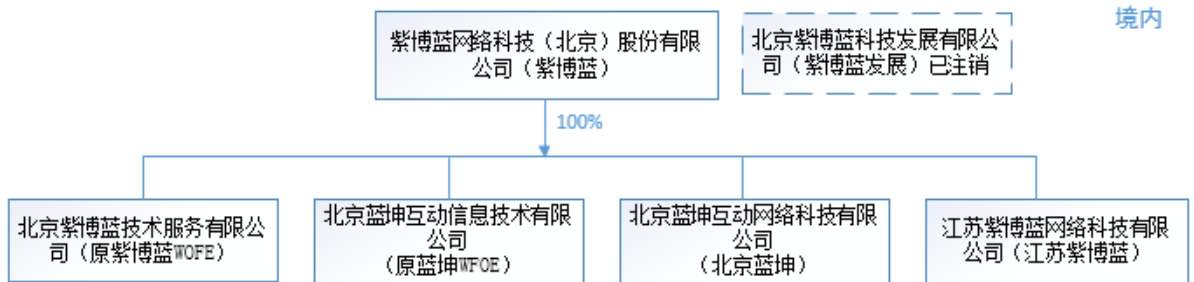 境内
紫博蓝网络科技（北京）股份有限
公司（紫博蓝）
北京紫博蓝科技发展有限公
司（紫博蓝发展）已注销
100%
北京紫博蓝技术服务有限公
司（原紫博蓝WOFE）
北京蓝坤互动信息技术有限
公司
（原蓝坤WFOE）
北京蓝坤互动网络科技有限
公司
（北京蓝坤）
江苏紫博蓝网络科技有限
公司（江苏紫博蓝）